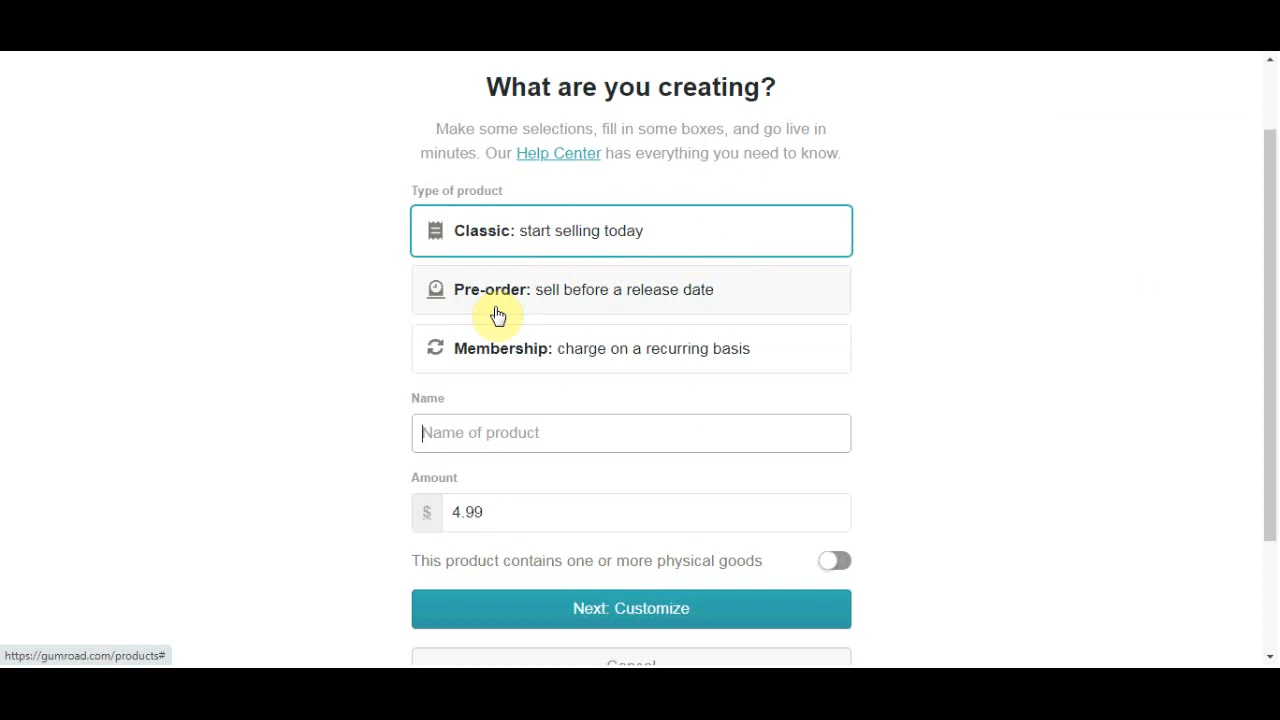 What are you creating?
Make some selections, fill in some boxes, and go live in
minutes. Our Help Center has everything you need to know.
Type of product
Classic: start selling today
Pre-order: sell before a release date
Membership: charge on a recurring basis
Name
Name of product
Amount
$ 4.99
This product contains one or more physical goods
Next: Customize
Cancel
https://gumroad.com/products#